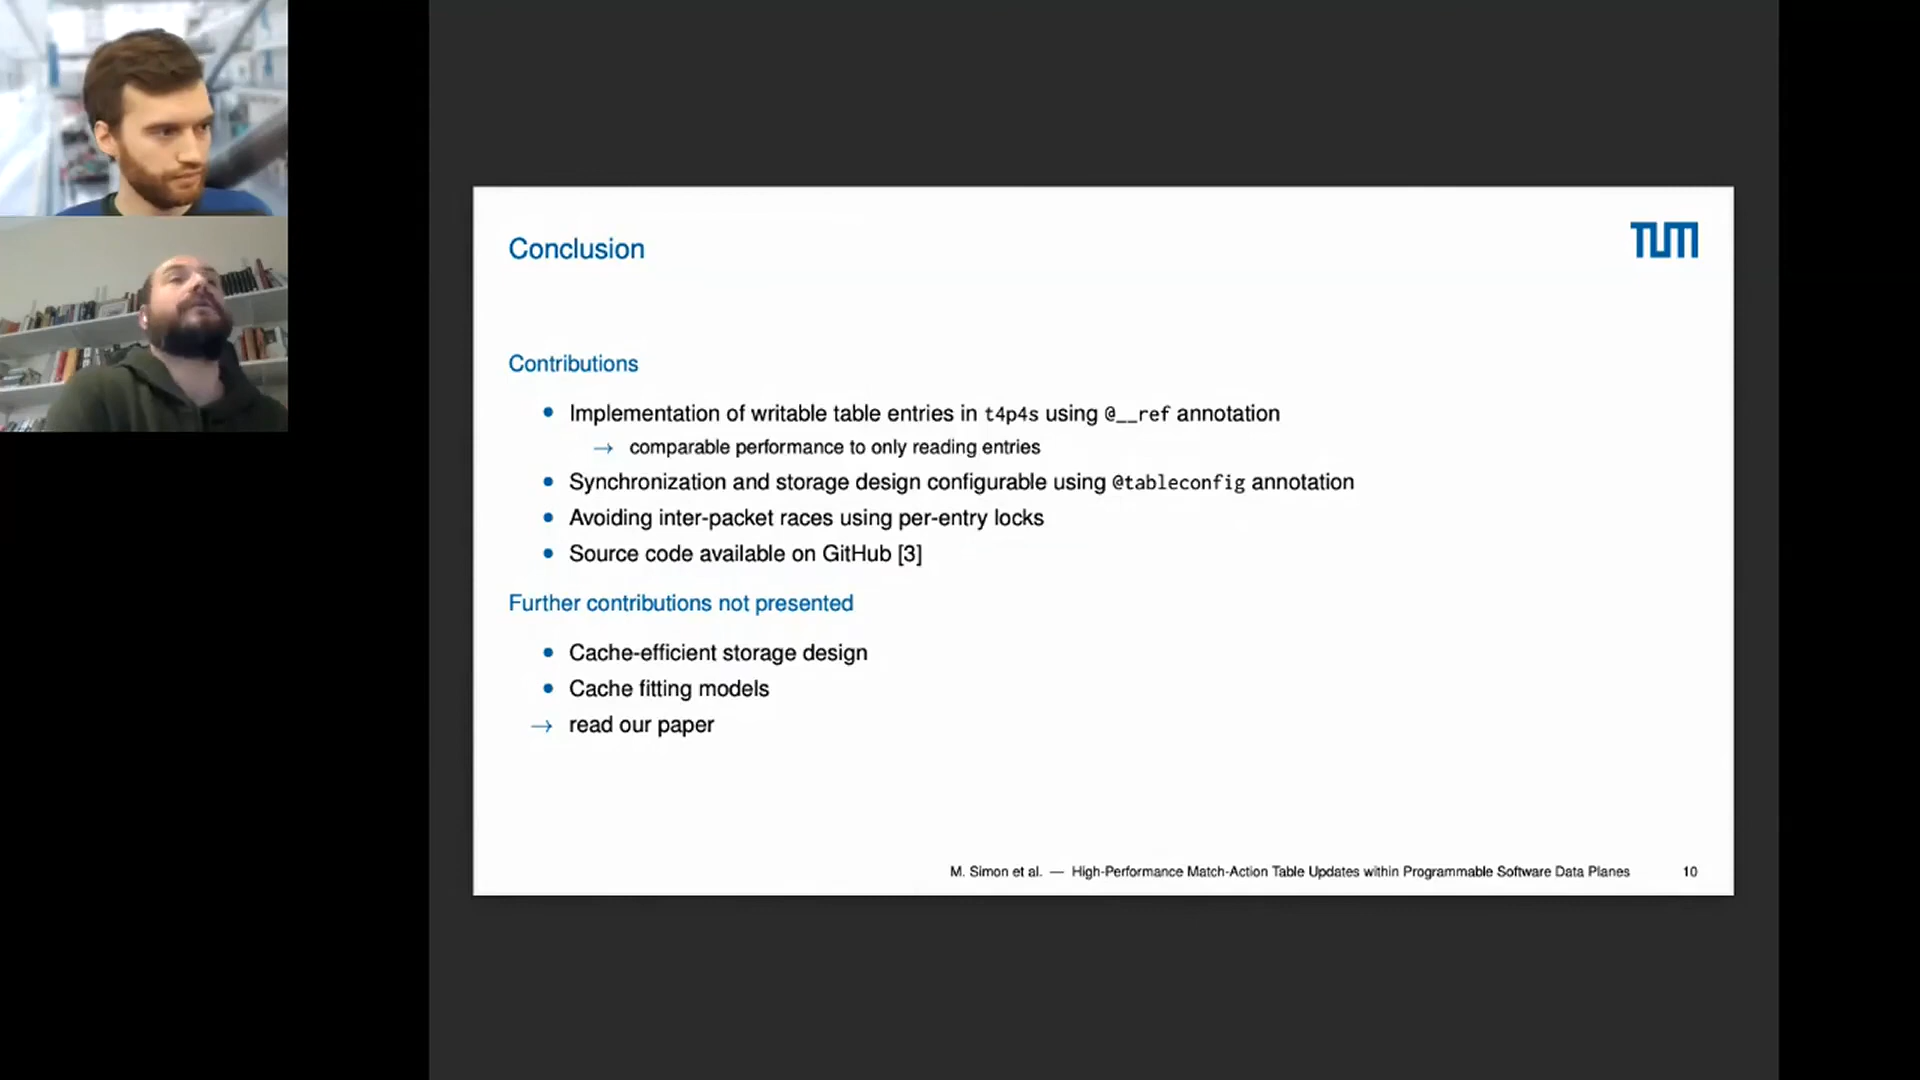 Conclusion
TUM
Contributions
• Implementation of writable table entries in t4p4s using @__ref annotation
→ comparable performance to only reading entries
• Synchronization and storage design configurable using @tableconfig annotation
• Avoiding inter-packet races using per-entry locks
• Source code available on GitHub [3]
Further contributions not presented
• Cache-efficient storage design
• Cache fitting models
→ read our paper
M. Simon et al. — High-Performance Match-Action Table Updates within Programmable Software Data Planes 10